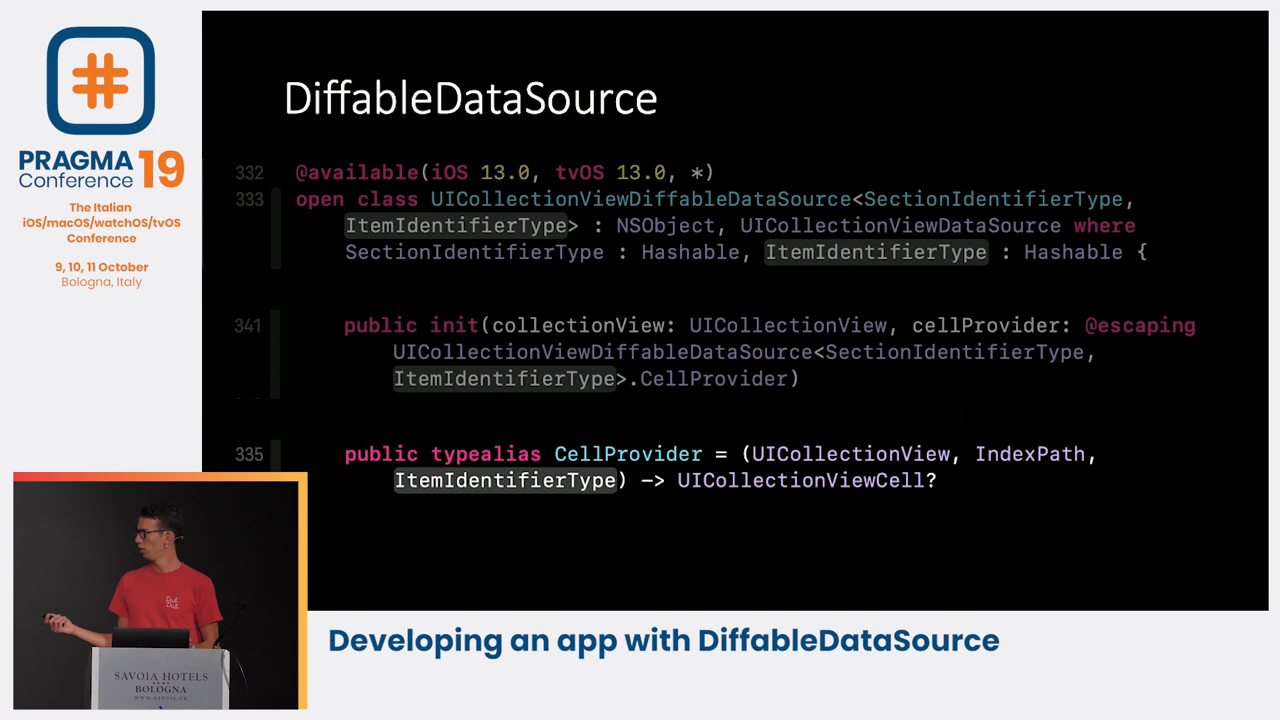 PRAGMA
Conference 19
The Italian
iOS/macOS/watchOS/tvOS
Conference
9, 10, 11 October
Bologna, Italy
DiffableDataSource
332 @available(iOS 13.0, tvOS 13.0, *)
333 open class UICollectionViewDiffableDataSource<SectionIdentifierType,
ItemIdentifierType> : NSObject, UICollectionViewDataSource where
SectionIdentifierType : Hashable, ItemIdentifierType : Hashable {
341 public init(collectionView: UICollectionView, cellProvider: @escaping
UICollectionViewDiffableDataSource<SectionIdentifierType,
ItemIdentifierType>.CellProvider)
335 public typealias CellProvider = (UICollectionView, IndexPath,
ItemIdentifierType) -> UICollectionViewCell?
SAVOIA HOTELS
BOLOGNA
Developing an app with DiffableDataSource